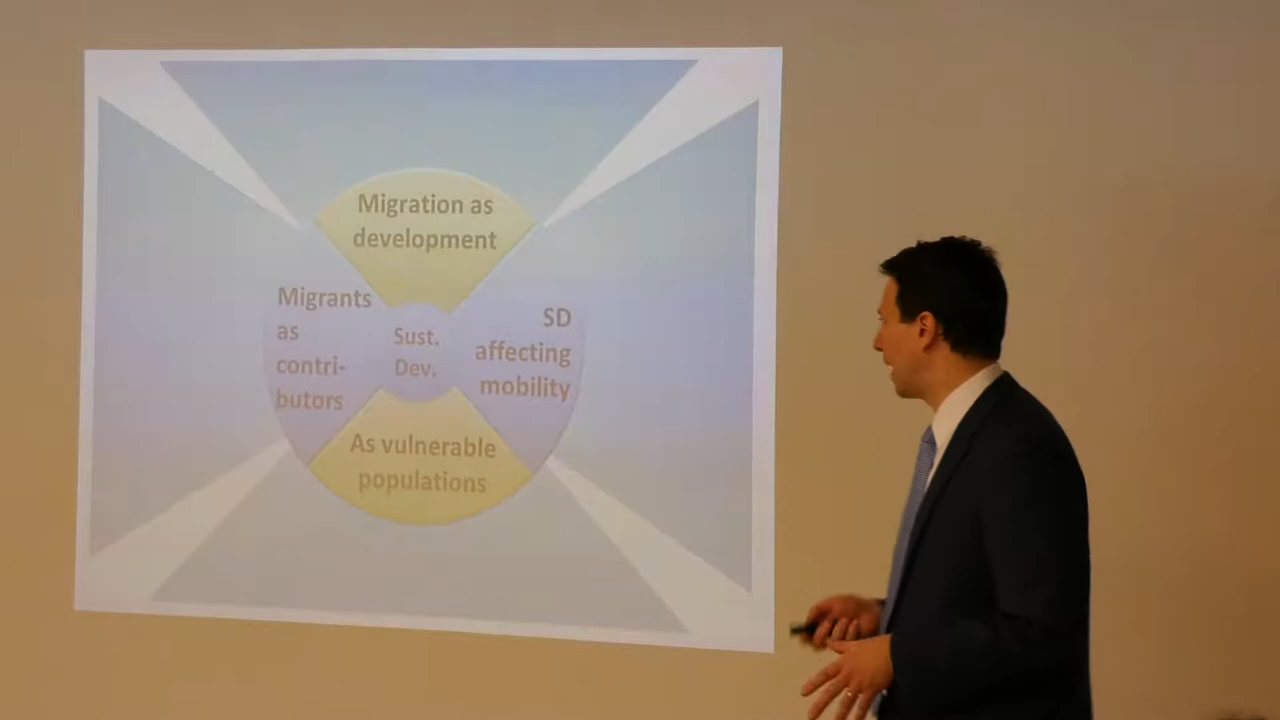 Migration as
development
Migrants
as
contri-
butors
Sust.
Dev.
SD
affecting
mobility
As vulnerable
populations